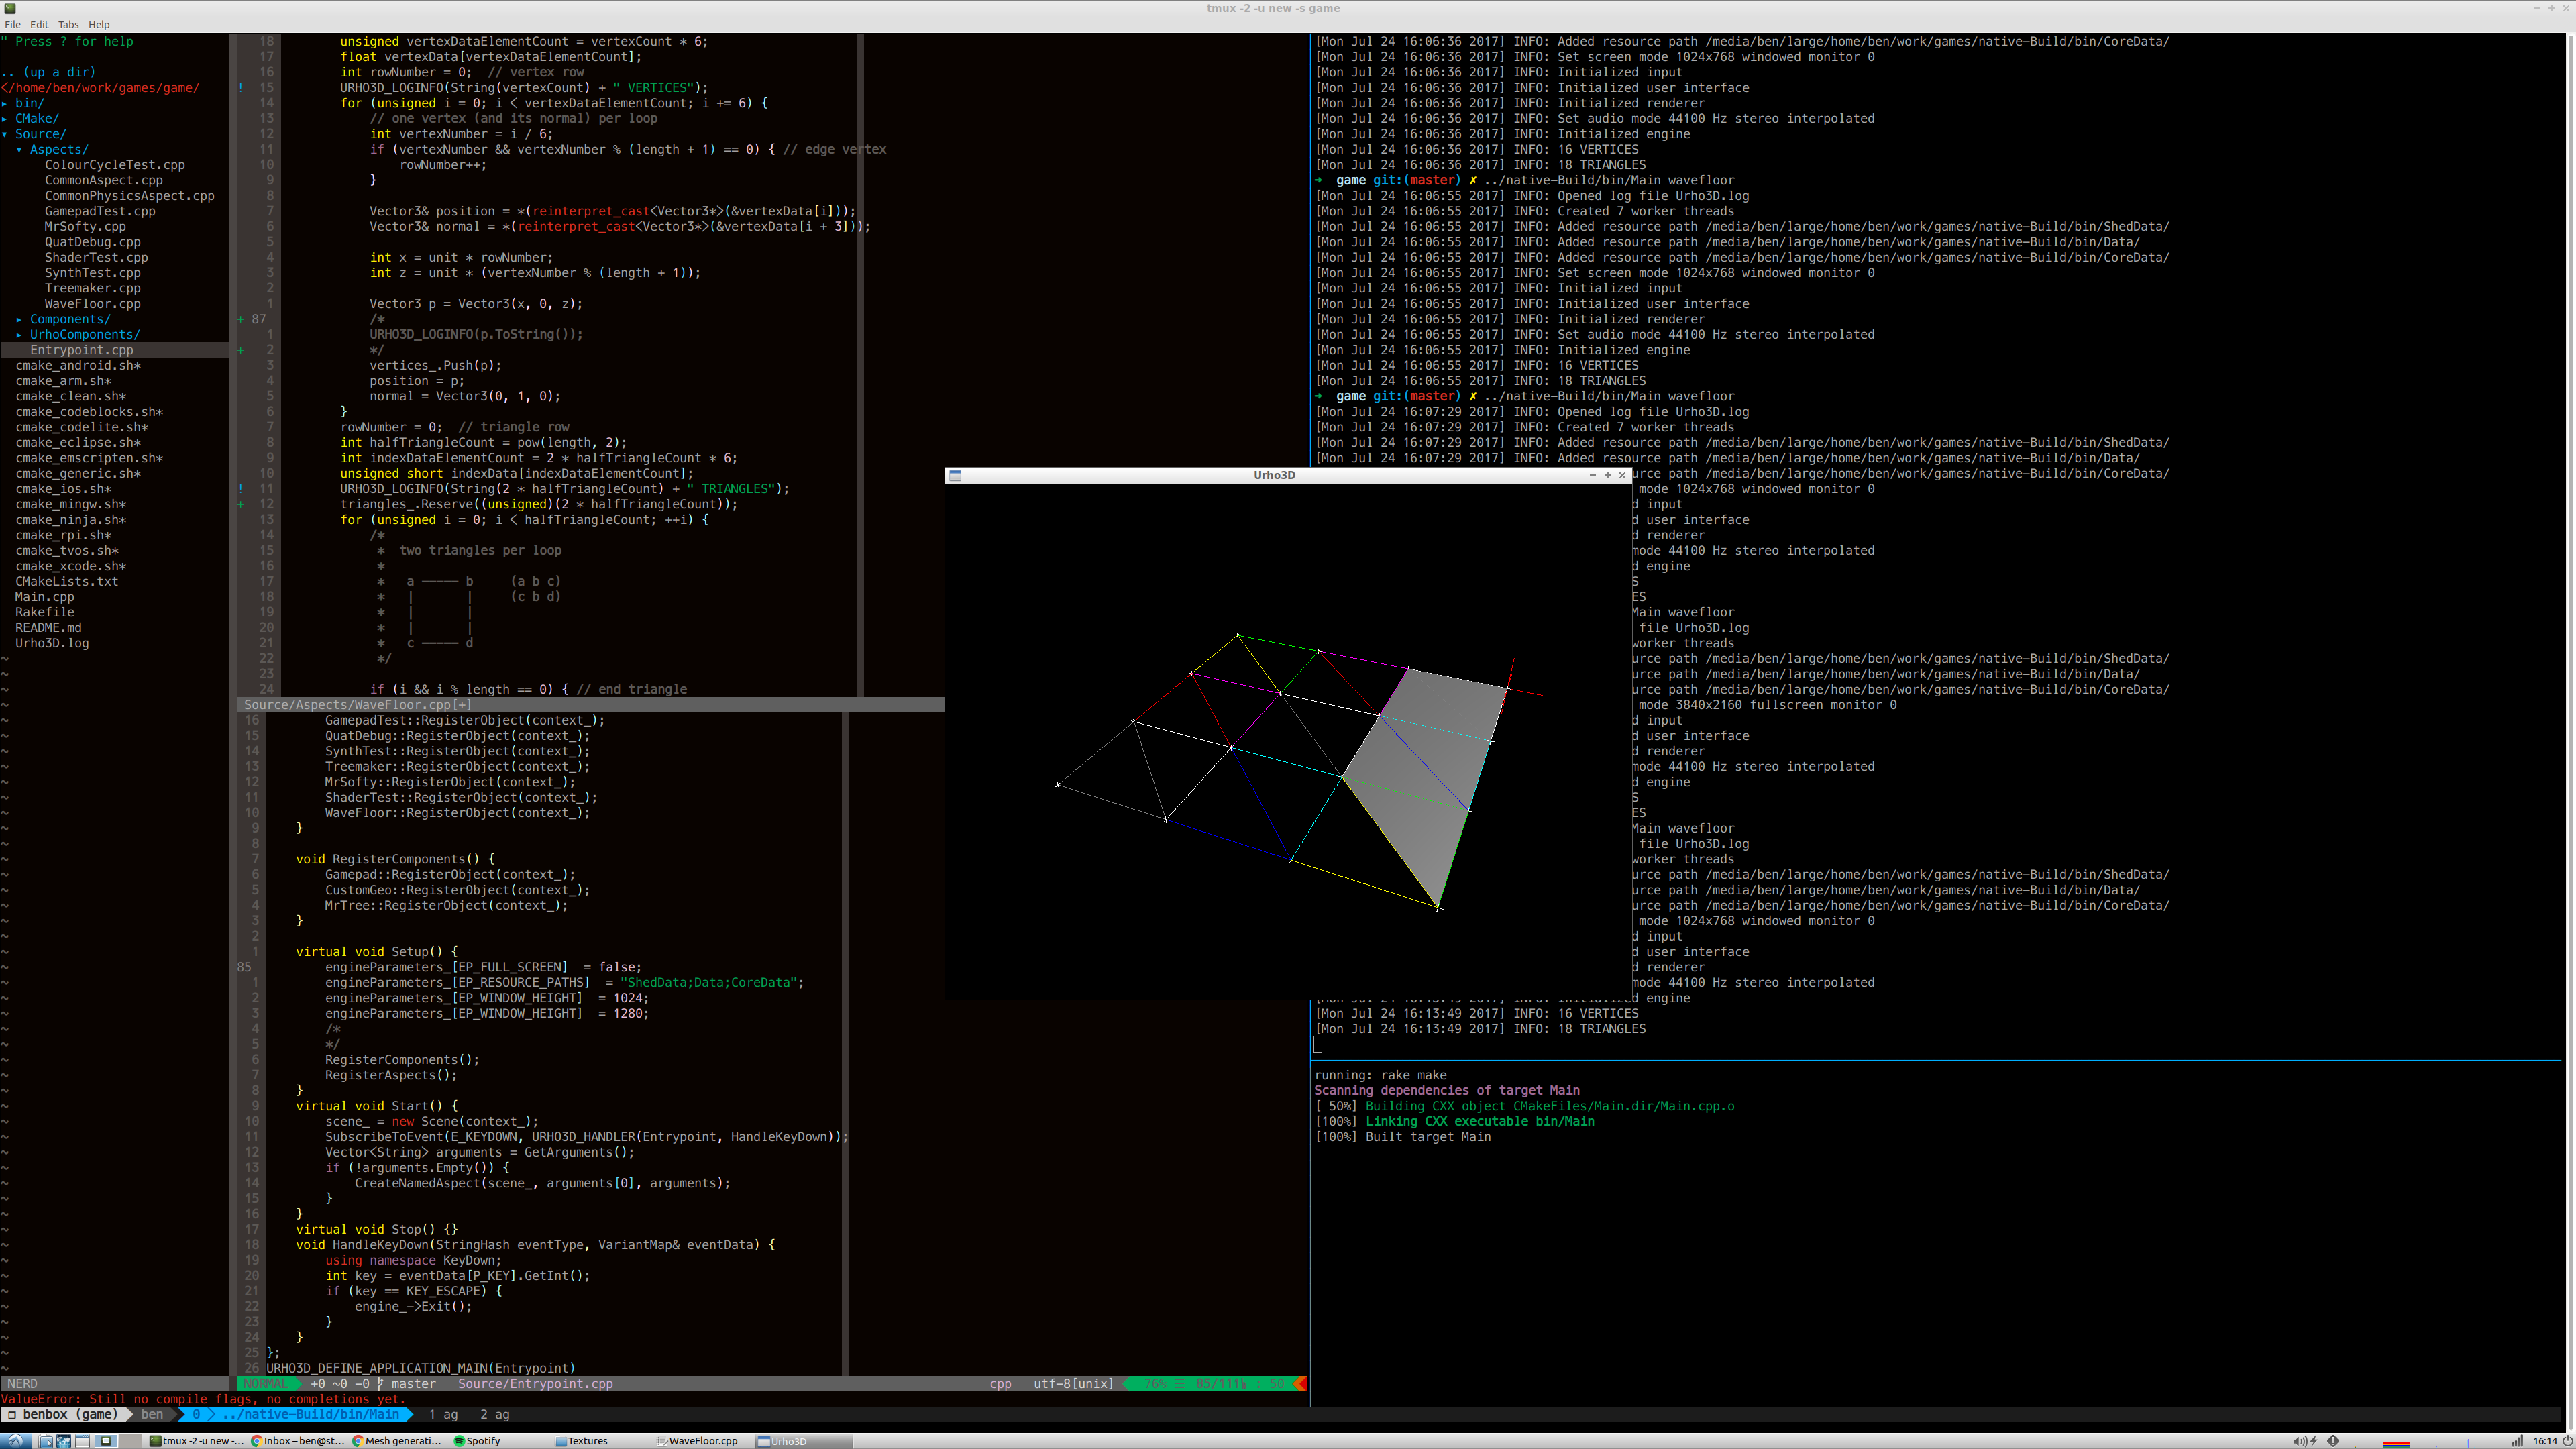 tmux -2 -u new -s game
File Edit Tabs Help
" Press ? for help
.. (up a dir)
</home/ben/work/games/game/
▸ bin/
▸ CMake/
▾ Source/
▾ Aspects/
ColourCycleTest.cpp
CommonAspect.cpp
CommonPhysicsAspect.cpp
GamepadTest.cpp
MrSofty.cpp
QuatDebug.cpp
ShaderTest.cpp
SynthTest.cpp
Treemaker.cpp
WaveFloor.cpp
▸ Components/
▸ UrhoComponents/
Entrypoint.cpp
cmake_android.sh*
cmake_arm.sh*
cmake_clean.sh*
cmake_codeblocks.sh*
cmake_codelite.sh*
cmake_eclipse.sh*
cmake_emscripten.sh*
cmake_generic.sh*
cmake_ios.sh*
cmake_mingw.sh*
cmake_ninja.sh*
cmake_rpi.sh*
cmake_tvos.sh*
cmake_xcode.sh*
CMakeLists.txt
Main.cpp
Rakefile
README.md
Urho3D.log
NERD
18 unsigned vertexDataElementCount = vertexCount * 6;
17 float vertexData[vertexDataElementCount];
16 int rowNumber = 0; // vertex row
! 15 URHO3D_LOGINFO(String(vertexCount) + " VERTICES");
14 for (unsigned i = 0; i < vertexDataElementCount; i += 6) {
13 // one vertex (and its normal) per loop
12 int vertexNumber = i / 6;
11 if (vertexNumber && vertexNumber % (length + 1) == 0) { // edge vertex
10 rowNumber++;
9 }
8
7 Vector3& position = *(reinterpret_cast<Vector3*>(&vertexData[i]));
6 Vector3& normal = *(reinterpret_cast<Vector3*>(&vertexData[i + 3]));
5
4 int x = unit * rowNumber;
3 int z = unit * (vertexNumber % (length + 1));
2
1 Vector3 p = Vector3(x, 0, z);
+ 87 /*
1 URHO3D_LOGINFO(p.ToString());
+ 2 */
3 vertices_.Push(p);
4 position = p;
5 normal = Vector3(0, 1, 0);
6 }
7 rowNumber = 0; // triangle row
8 int halfTriangleCount = pow(length, 2);
9 int indexDataElementCount = 2 * halfTriangleCount * 6;
10 unsigned short indexData[indexDataElementCount];
! 11 URHO3D_LOGINFO(String(2 * halfTriangleCount) + " TRIANGLES");
+ 12 triangles_.Reserve((unsigned)(2 * halfTriangleCount));
13 for (unsigned i = 0; i < halfTriangleCount; ++i) {
14 /*
15 * two triangles per loop
16 *
17 * a ───── b (a b c)
18 * | | (c b d)
19 * | |
20 * | |
21 * c ───── d
22 */
23
24 if (i && i % length == 0) { // end triangle
Source/Aspects/WaveFloor.cpp[+]
16 GamepadTest::RegisterObject(context_);
15 QuatDebug::RegisterObject(context_);
14 SynthTest::RegisterObject(context_);
13 Treemaker::RegisterObject(context_);
12 MrSofty::RegisterObject(context_);
11 ShaderTest::RegisterObject(context_);
10 WaveFloor::RegisterObject(context_);
9 }
8
7 void RegisterComponents() {
6 Gamepad::RegisterObject(context_);
5 CustomGeo::RegisterObject(context_);
4 MrTree::RegisterObject(context_);
3 }
2
1 virtual void Setup() {
85 engineParameters_[EP_FULL_SCREEN] = false;
1 engineParameters_[EP_RESOURCE_PATHS] = "ShedData;Data;CoreData";
2 engineParameters_[EP_WINDOW_HEIGHT] = 1024;
3 engineParameters_[EP_WINDOW_HEIGHT] = 1280;
4 /*
5 */
6 RegisterComponents();
7 RegisterAspects();
8 }
9 virtual void Start() {
10 scene_ = new Scene(context_);
11 SubscribeToEvent(E_KEYDOWN, URHO3D_HANDLER(Entrypoint, HandleKeyDown));
12 Vector<String> arguments = GetArguments();
13 if (!arguments.Empty()) {
14 CreateNamedAspect(scene_, arguments[0], arguments);
15 }
16 }
17 virtual void Stop() {}
18 void HandleKeyDown(StringHash eventType, VariantMap& eventData) {
19 using namespace KeyDown;
20 int key = eventData[P_KEY].GetInt();
21 if (key == KEY_ESCAPE) {
22 engine_->Exit();
23 }
24 }
25 };
26 URHO3D_DEFINE_APPLICATION_MAIN(Entrypoint)
NORMAL +0 ~0 -0 master Source/Entrypoint.cpp cpp utf-8[unix] 76% 85/111 : 50
ValueError: Still no compile flags, no completions yet.
[Mon Jul 24 16:06:36 2017] INFO: Added resource path /media/ben/large/home/ben/work/games/native-Build/bin/CoreData/
[Mon Jul 24 16:06:36 2017] INFO: Set screen mode 1024x768 windowed monitor 0
[Mon Jul 24 16:06:36 2017] INFO: Initialized input
[Mon Jul 24 16:06:36 2017] INFO: Initialized user interface
[Mon Jul 24 16:06:36 2017] INFO: Initialized renderer
[Mon Jul 24 16:06:36 2017] INFO: Set audio mode 44100 Hz stereo interpolated
[Mon Jul 24 16:06:36 2017] INFO: Initialized engine
[Mon Jul 24 16:06:36 2017] INFO: 16 VERTICES
[Mon Jul 24 16:06:36 2017] INFO: 18 TRIANGLES
➜ game git:(master) ✗ ../native-Build/bin/Main wavefloor
[Mon Jul 24 16:06:55 2017] INFO: Opened log file Urho3D.log
[Mon Jul 24 16:06:55 2017] INFO: Created 7 worker threads
[Mon Jul 24 16:06:55 2017] INFO: Added resource path /media/ben/large/home/ben/work/games/native-Build/bin/ShedData/
[Mon Jul 24 16:06:55 2017] INFO: Added resource path /media/ben/large/home/ben/work/games/native-Build/bin/Data/
[Mon Jul 24 16:06:55 2017] INFO: Added resource path /media/ben/large/home/ben/work/games/native-Build/bin/CoreData/
[Mon Jul 24 16:06:55 2017] INFO: Set screen mode 1024x768 windowed monitor 0
[Mon Jul 24 16:06:55 2017] INFO: Initialized input
[Mon Jul 24 16:06:55 2017] INFO: Initialized user interface
[Mon Jul 24 16:06:55 2017] INFO: Initialized renderer
[Mon Jul 24 16:06:55 2017] INFO: Set audio mode 44100 Hz stereo interpolated
[Mon Jul 24 16:06:55 2017] INFO: Initialized engine
[Mon Jul 24 16:06:55 2017] INFO: 16 VERTICES
[Mon Jul 24 16:06:55 2017] INFO: 18 TRIANGLES
➜ game git:(master) ✗ ../native-Build/bin/Main wavefloor
[Mon Jul 24 16:07:29 2017] INFO: Opened log file Urho3D.log
[Mon Jul 24 16:07:29 2017] INFO: Created 7 worker threads
[Mon Jul 24 16:07:29 2017] INFO: Added resource path /media/ben/large/home/ben/work/games/native-Build/bin/ShedData/
[Mon Jul 24 16:07:29 2017] INFO: Added resource path /media/ben/large/home/ben/work/games/native-Build/bin/Data/
Urho3D
urce path /media/ben/large/home/ben/work/games/native-Build/bin/CoreData/
mode 1024x768 windowed monitor 0
d input
d user interface
d renderer
mode 44100 Hz stereo interpolated
d engine
S
ES
Main wavefloor
file Urho3D.log
worker threads
urce path /media/ben/large/home/ben/work/games/native-Build/bin/ShedData/
urce path /media/ben/large/home/ben/work/games/native-Build/bin/Data/
urce path /media/ben/large/home/ben/work/games/native-Build/bin/CoreData/
mode 3840x2160 fullscreen monitor 0
d input
d user interface
d renderer
mode 44100 Hz stereo interpolated
d engine
S
ES
Main wavefloor
file Urho3D.log
worker threads
urce path /media/ben/large/home/ben/work/games/native-Build/bin/ShedData/
urce path /media/ben/large/home/ben/work/games/native-Build/bin/Data/
urce path /media/ben/large/home/ben/work/games/native-Build/bin/CoreData/
mode 1024x768 windowed monitor 0
d input
d user interface
d renderer
mode 44100 Hz stereo interpolated
[Mon Jul 24 16:13:49 2017] INFO: Initialized engine
[Mon Jul 24 16:13:49 2017] INFO: 16 VERTICES
[Mon Jul 24 16:13:49 2017] INFO: 18 TRIANGLES
running: rake make
Scanning dependencies of target Main
[ 50%] Building CXX object CMakeFiles/Main.dir/Main.cpp.o
[100%] Linking CXX executable bin/Main
[100%] Built target Main
benbox (game) ben 0 ../native-Build/bin/Main 1 ag 2 ag
tmux -2 -u new -... Inbox – ben@st... Mesh generati... Spotify Textures WaveFloor.cpp Urho3D 16:14